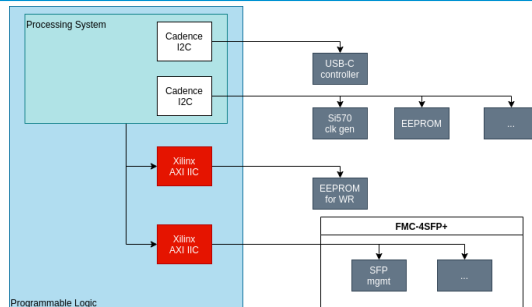 Processing System
Cadence
I2C
USB-C
controller
Cadence
I2C
Si570
clk gen
EEPROM
...
Xilinx
AXI IIC
EEPROM
for WR
Xilinx
AXI IIC
FMC-4SFP+
SFP
mgmt
...
Programmable Logic